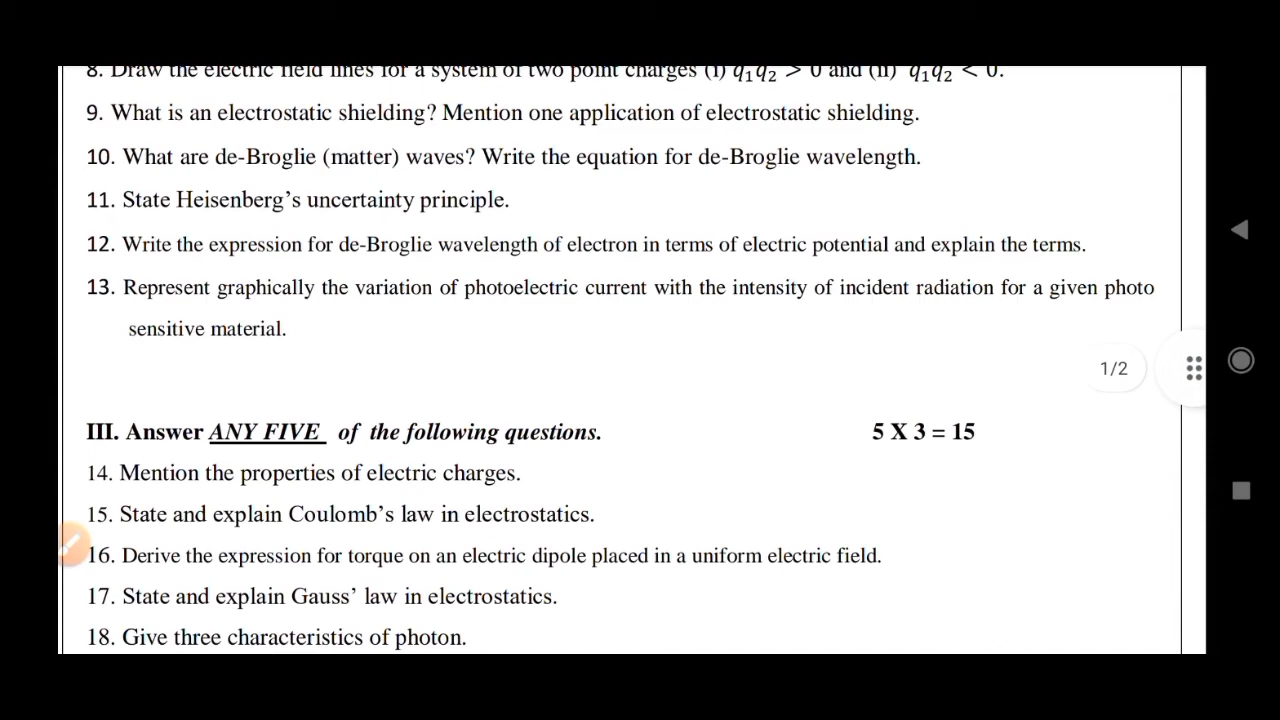 8. Draw the electric field lines for a system of two point charges (i) q₁q₂ > 0 and (ii) q₁q₂ < 0.
9. What is an electrostatic shielding? Mention one application of electrostatic shielding.
10. What are de-Broglie (matter) waves? Write the equation for de-Broglie wavelength.
11. State Heisenberg’s uncertainty principle.
12. Write the expression for de-Broglie wavelength of electron in terms of electric potential and explain the terms.
13. Represent graphically the variation of photoelectric current with the intensity of incident radiation for a given photo
sensitive material.
1/2
III. Answer ANY FIVE of the following questions. 5 X 3 = 15
14. Mention the properties of electric charges.
15. State and explain Coulomb’s law in electrostatics.
16. Derive the expression for torque on an electric dipole placed in a uniform electric field.
17. State and explain Gauss’ law in electrostatics.
18. Give three characteristics of photon.